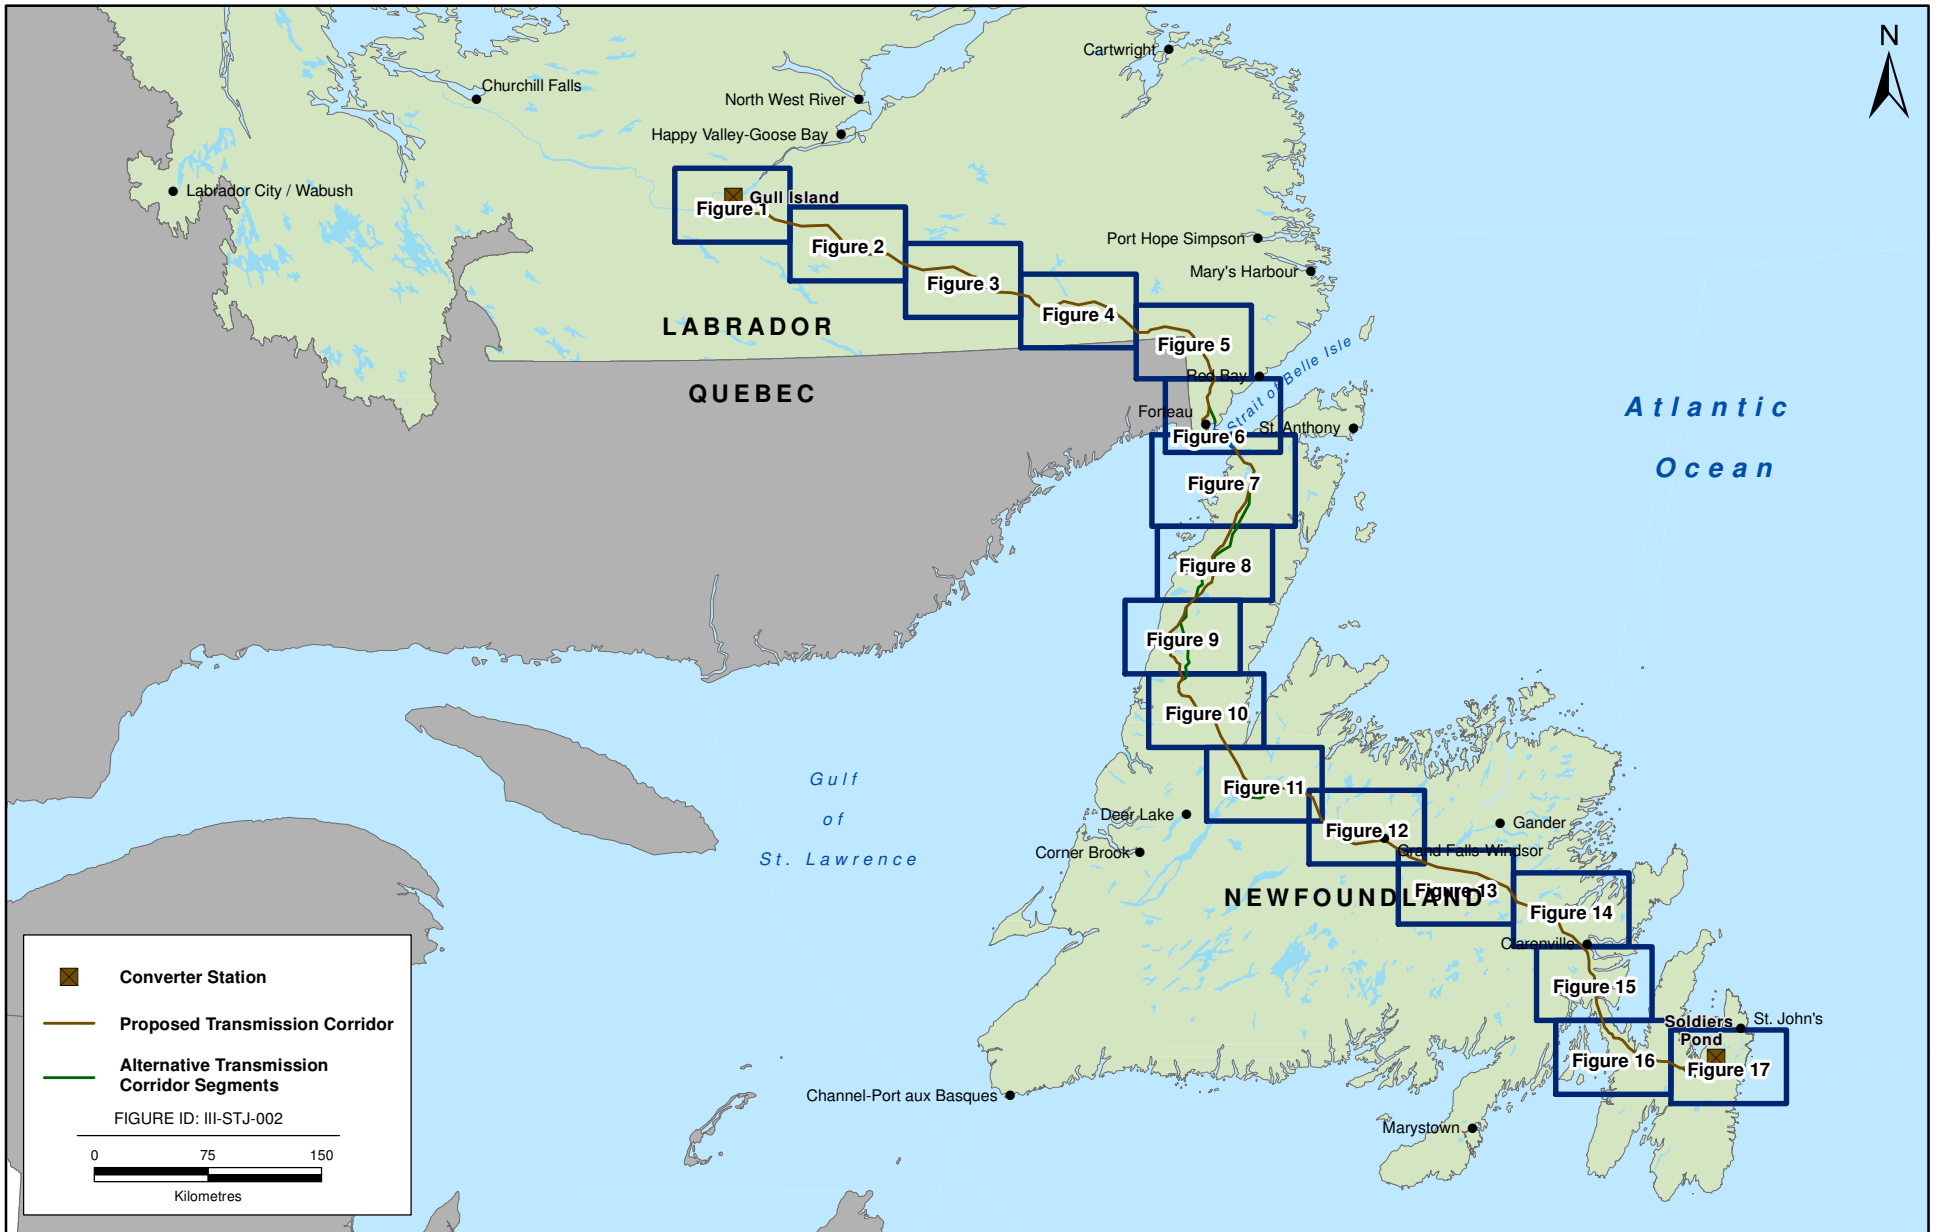 Cartwright
N
Churchill Falls
North West River
Happy Valley-Goose Bay
Labrador City / Wabush
Gull Island
Figure 1
Figure 2
Port Hope Simpson
Mary's Harbour
Figure 3
Figure 4
LABRADOR
Figure 5
QUEBEC
Red Bay
Strait of Belle Isle
Forteau
St. Anthony
Figure 6
Atlantic
Ocean
Figure 7
Figure 8
Figure 9
Figure 10
Gulf
of
St. Lawrence
Figure 11
Deer Lake
Gander
Figure 12
Corner Brook
Grand Falls-Windsor
NEWFOUNDLAND
Figure 13
Figure 14
Clarenville
Figure 15
Soldiers
Pond
St. John's
Figure 16
Figure 17
Channel-Port aux Basques
Marystown
Converter Station
Proposed Transmission Corridor
Alternative Transmission
Corridor Segments
FIGURE ID: III-STJ-002
0 75 150
Kilometres